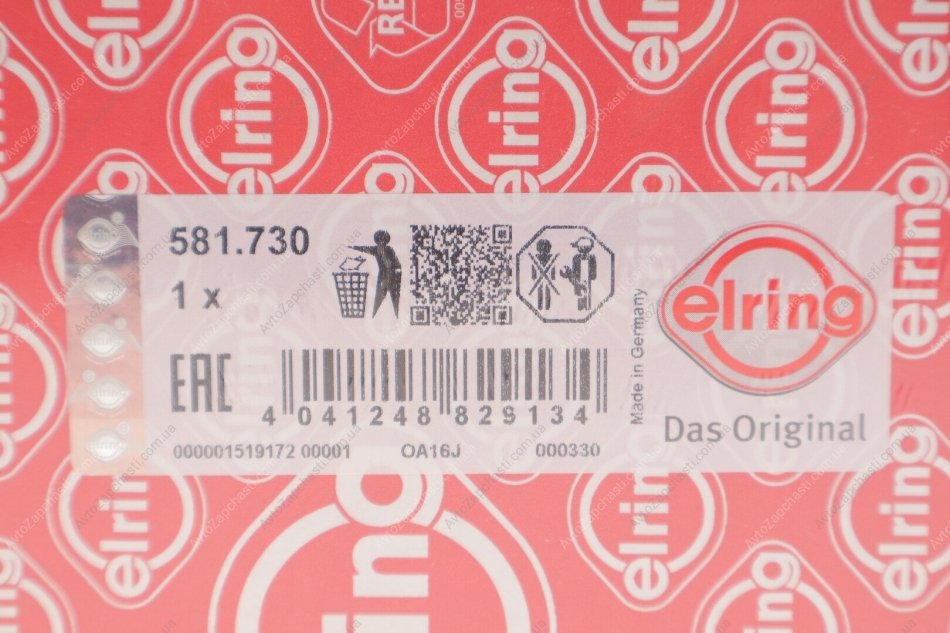 581.730
1 x
EAC
4 041248 829134
000001519172 00001 OA16J 000330
Made in Germany
elring
Das Original